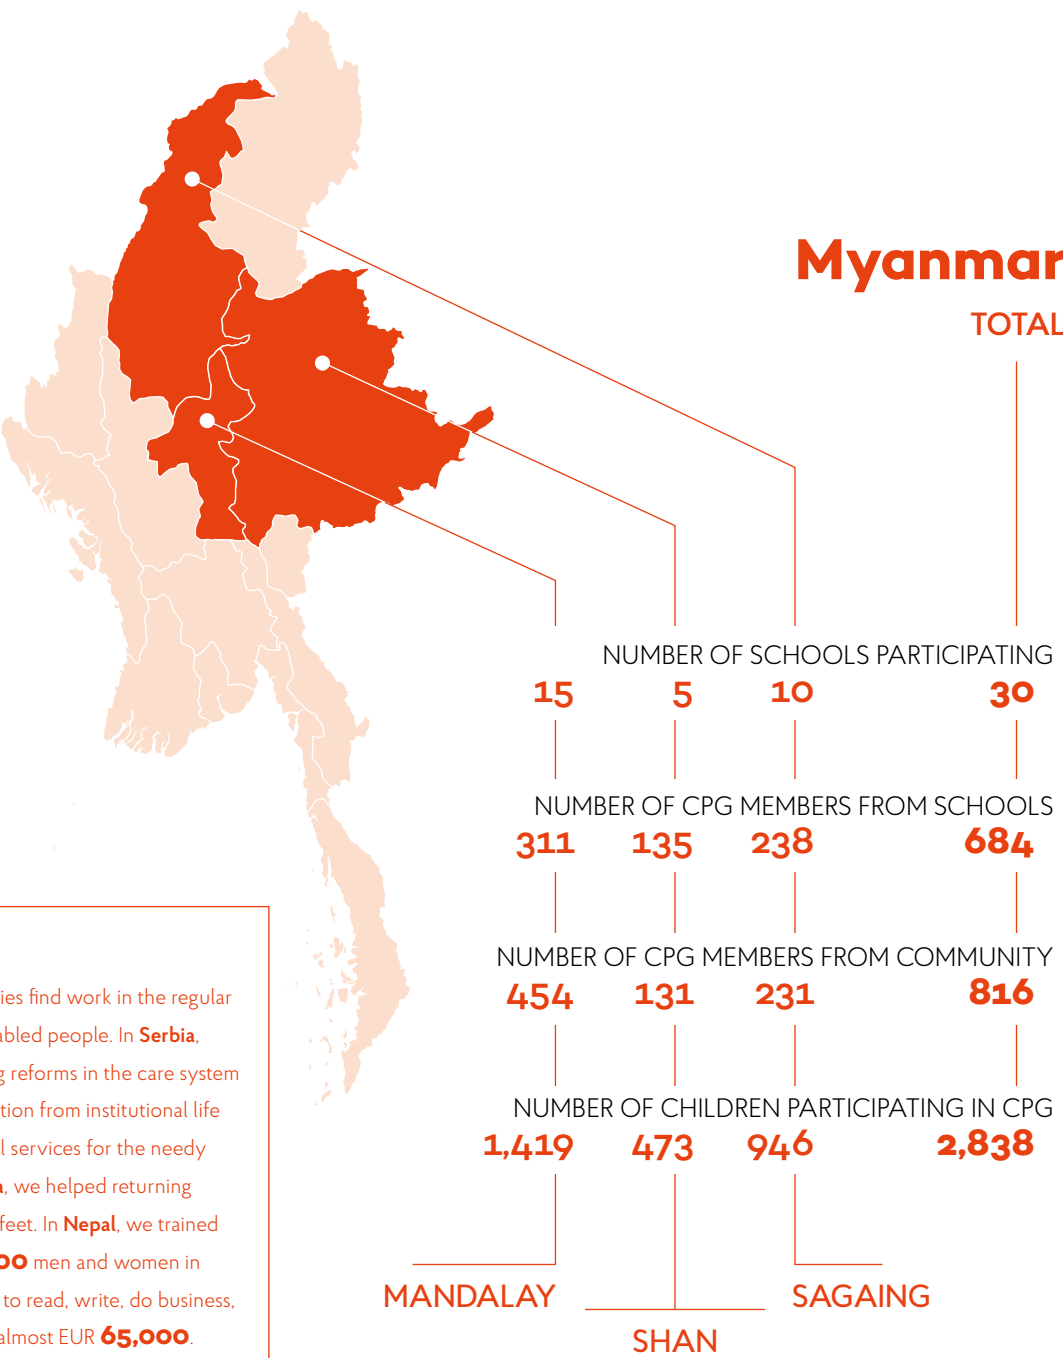 Myanmar
TOTAL
NUMBER OF SCHOOLS PARTICIPATING
15 5 10 30
NUMBER OF CPG MEMBERS FROM SCHOOLS
311 135 238 684
NUMBER OF CPG MEMBERS FROM COMMUNITY
454 131 231 816
NUMBER OF CHILDREN PARTICIPATING IN CPG
1,419 473 946 2,838
MANDALAY
SHAN
SAGAING
find work in the regular
people. In Serbia,
reforms in the care system
from institutional life
services for the needy
, we helped returning
feet. In Nepal, we trained
men and women in
to read, write, do business,
almost EUR 65,000.